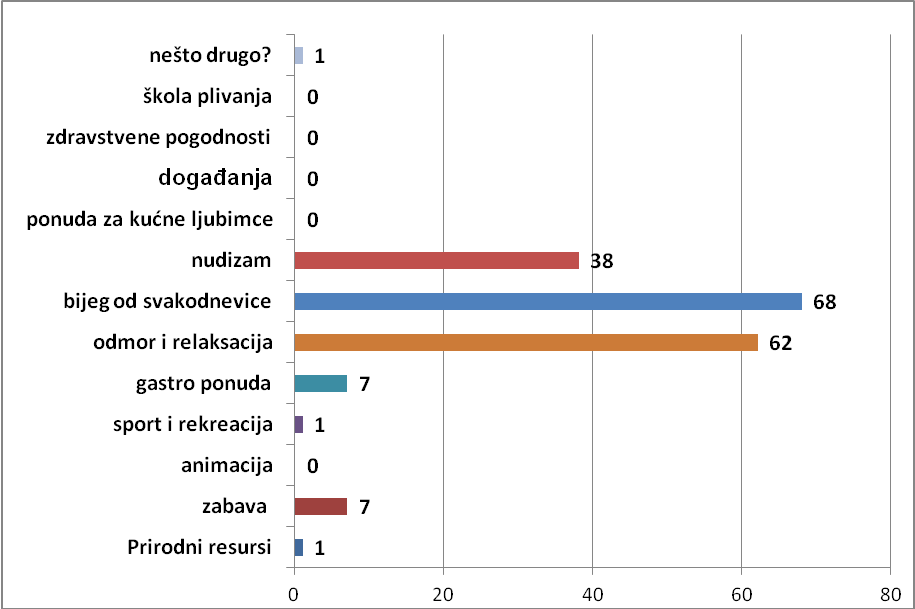 nešto drugo? 1
škola plivanja 0
zdravstvene pogodnosti 0
događanja 0
ponuda za kućne ljubimce 0
nudizam 38
bijeg od svakodnevice 68
odmor i relaksacija 62
gastro ponuda 7
sport i rekreacija 1
animacija 0
zabava 7
Prirodni resursi 1
0 20 40 60 80